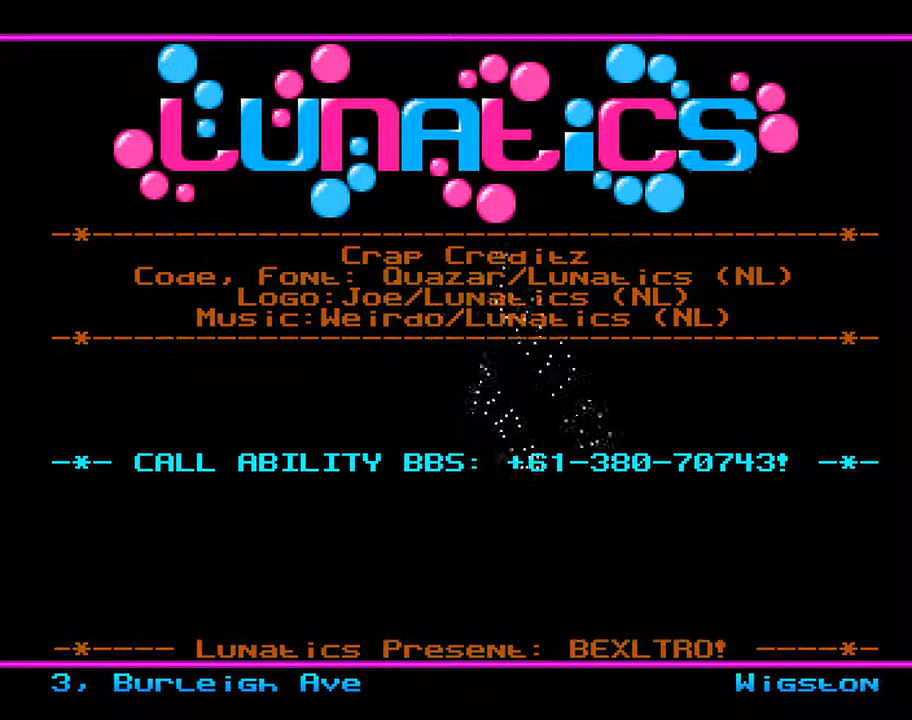 LUNATICS
-*-------------------------------------*-
Crap Creditz
Code, Font: Quazar/Lunatics (NL)
Logo:Joe/Lunatics (NL)
Music:Weirdo/Lunatics (NL)
-*-------------------------------------*-
-*- CALL ABILITY BBS: +61-380-70743! -*-
-*---- Lunatics Present: BEXLTRO! ----*-
3, Burleigh Ave
Wigston